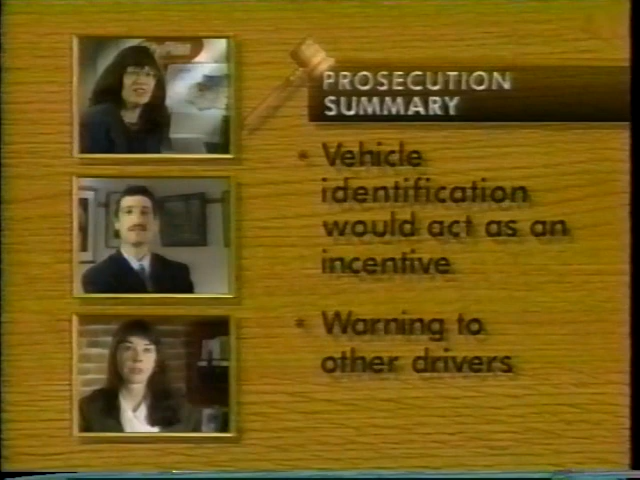 PROSECUTION
SUMMARY
• Vehicle
identification
would act as an
incentive
• Warning to
other drivers